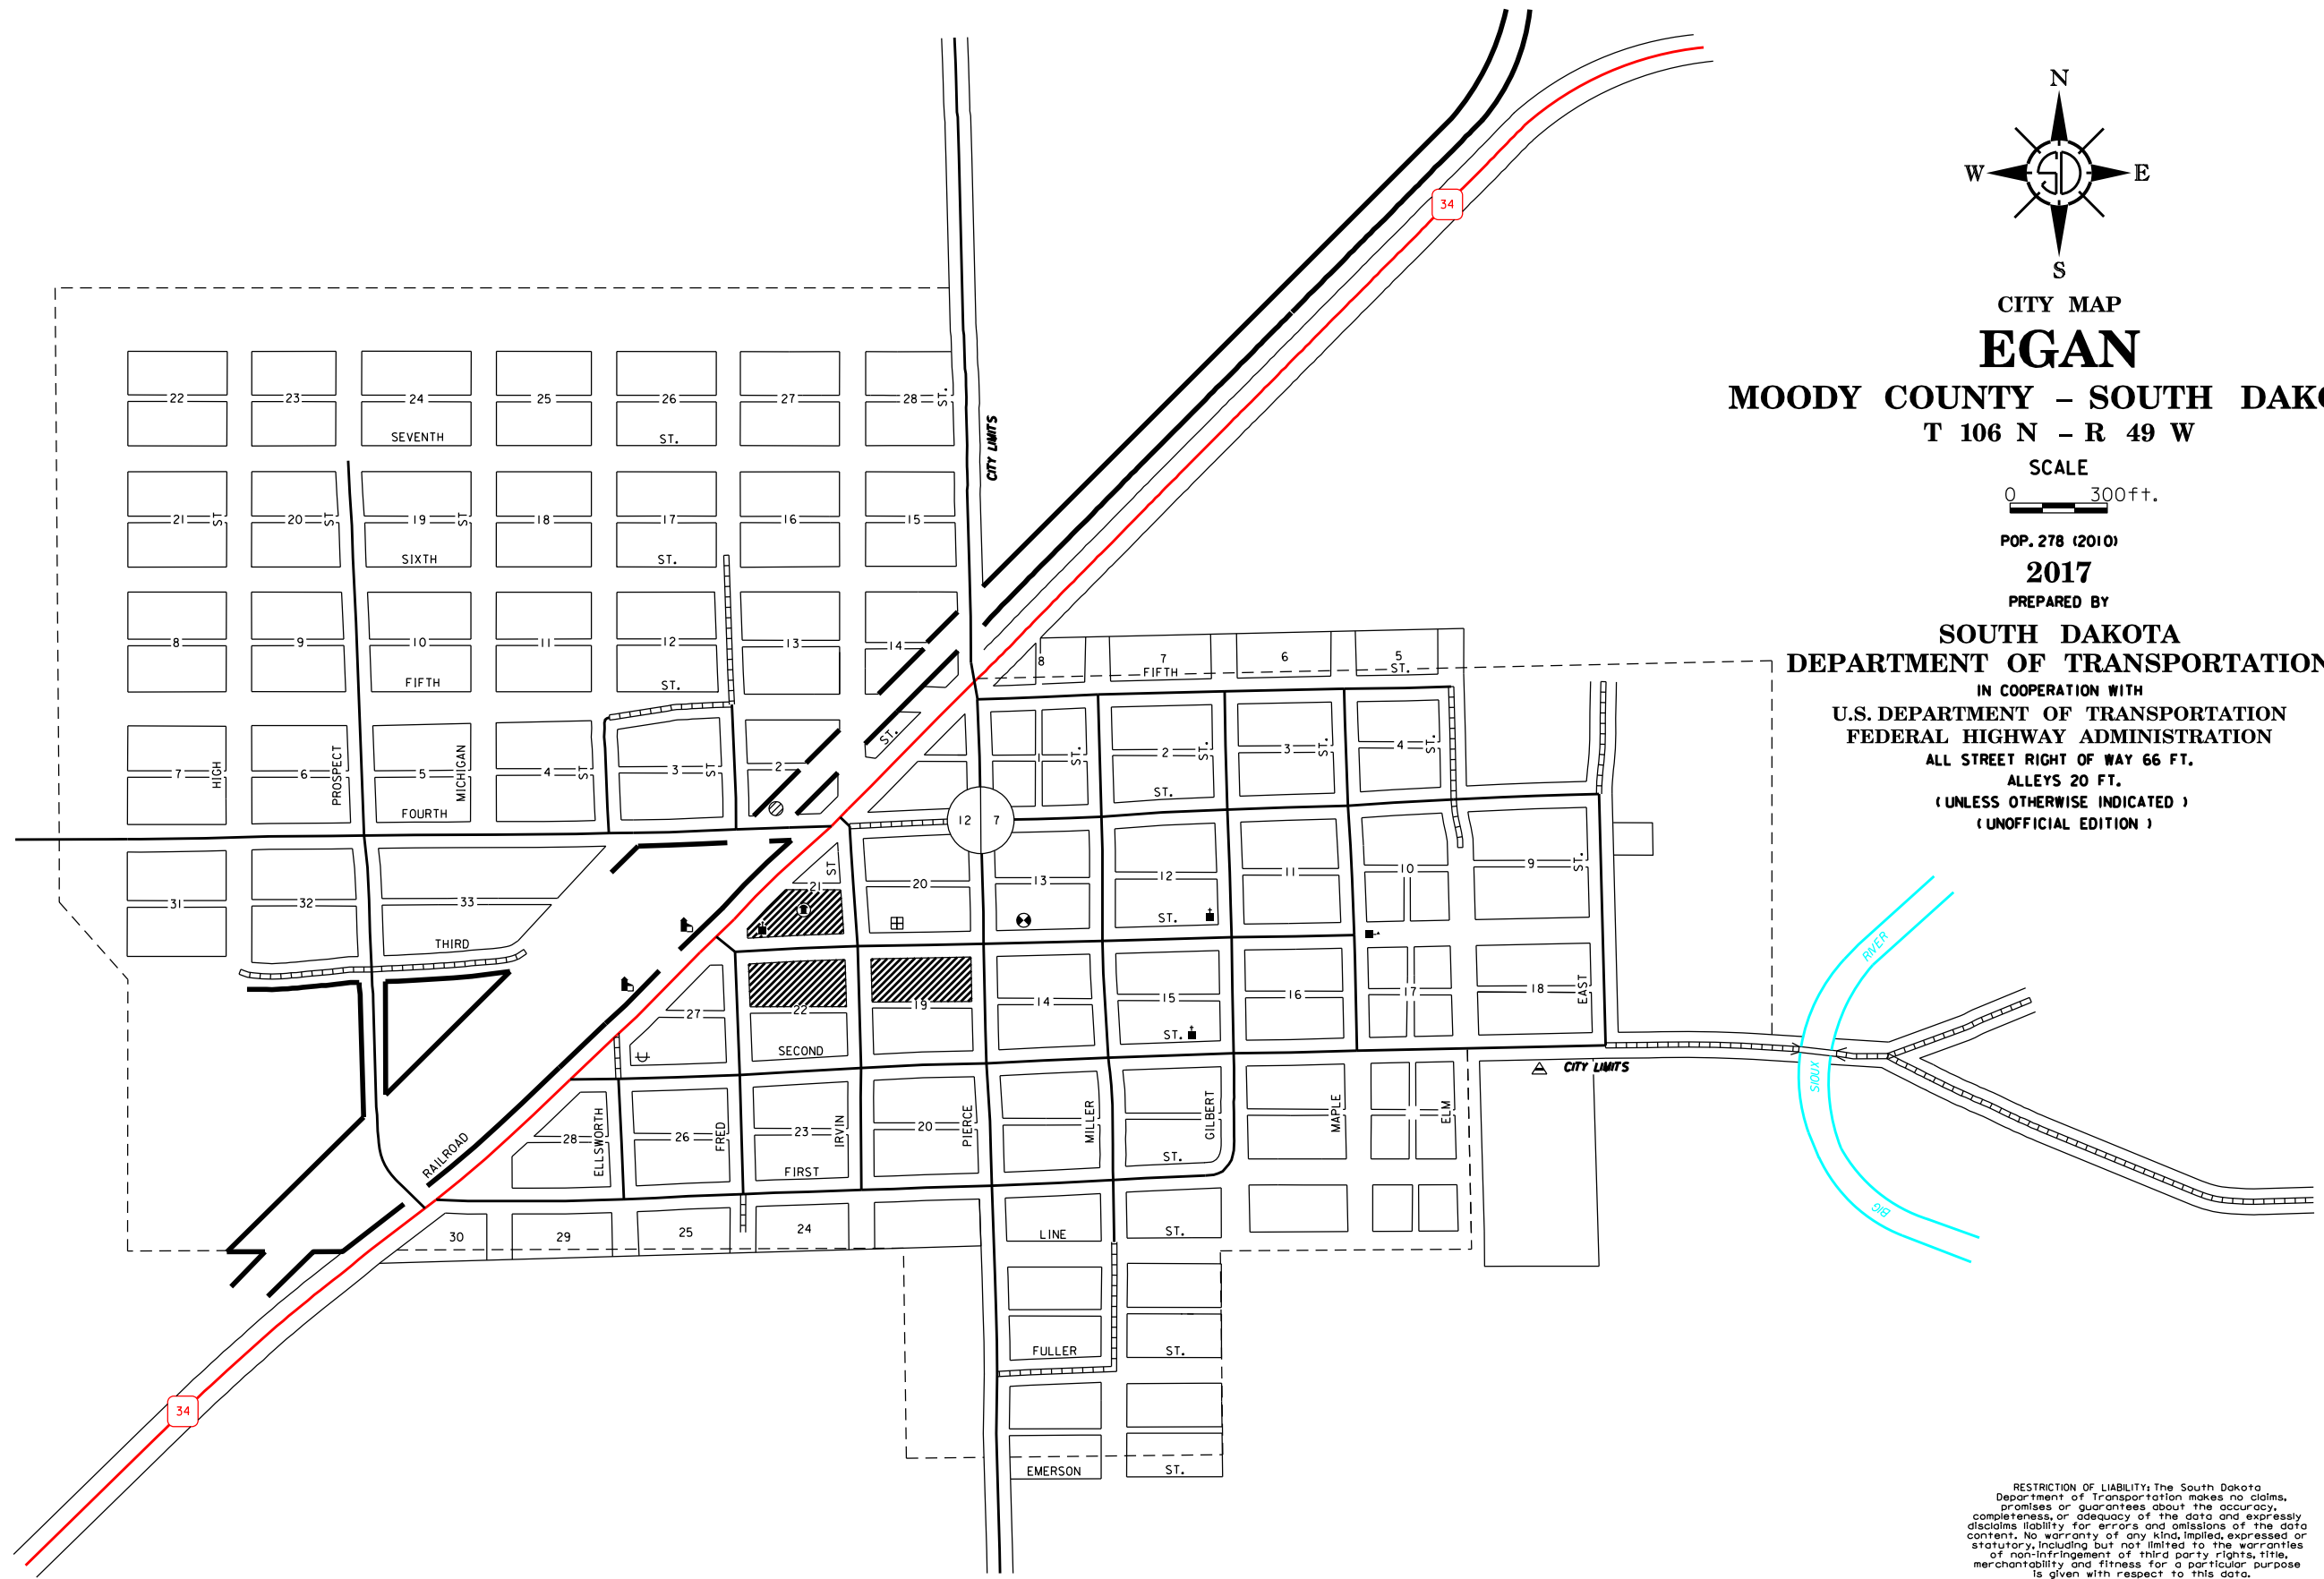 N
W E
S
CITY MAP
EGAN
MOODY COUNTY – SOUTH DAK
T 106 N – R 49 W
SCALE
0 300ft.
POP. 278 (2010)
2017
PREPARED BY
SOUTH DAKOTA
DEPARTMENT OF TRANSPORTATION
IN COOPERATION WITH
U.S. DEPARTMENT OF TRANSPORTATION
FEDERAL HIGHWAY ADMINISTRATION
ALL STREET RIGHT OF WAY 66 FT.
ALLEYS 20 FT.
( UNLESS OTHERWISE INDICATED )
( UNOFFICIAL EDITION )
34
22 23 24 25 26 27 28 ST.
SEVENTH ST.
CITY LIMITS
21 ST 20 ST 19 ST 18 17 16 15
SIXTH ST.
8 9 10 11 12 13 14
FIFTH ST.
8 7 6 5
FIFTH ST.
7 HIGH 6 PROSPECT 5 MICHIGAN 4 ST 3 ST 2 ST.
1 ST. 2 ST. 3 ST. 4 ST.
FOURTH ST.
12 7
31 32 33 21 ST 20 13 12 11 10 9 ST.
THIRD ST.
27 22 19 14 15 16 17 18 EAST
SECOND ST.
CITY LIMITS
RIVER
SIOUX
BIG
RAILROAD
28 ELLSWORTH 26 FRED 23 IRVIN 20 PIERCE MILLER GILBERT MAPLE ELM
FIRST ST.
30 29 25 24
LINE ST.
FULLER ST.
34
EMERSON ST.
RESTRICTION OF LIABILITY: The South Dakota
Department of Transportation makes no claims,
promises or guarantees about the accuracy,
completeness, or adequacy of the data and expressly
disclaims liability for errors and omissions of the data
content. No warranty of any kind, implied, expressed or
statutory, including but not limited to the warranties
of non-infringement of third party rights, title,
merchantability and fitness for a particular purpose
is given with respect to this data.